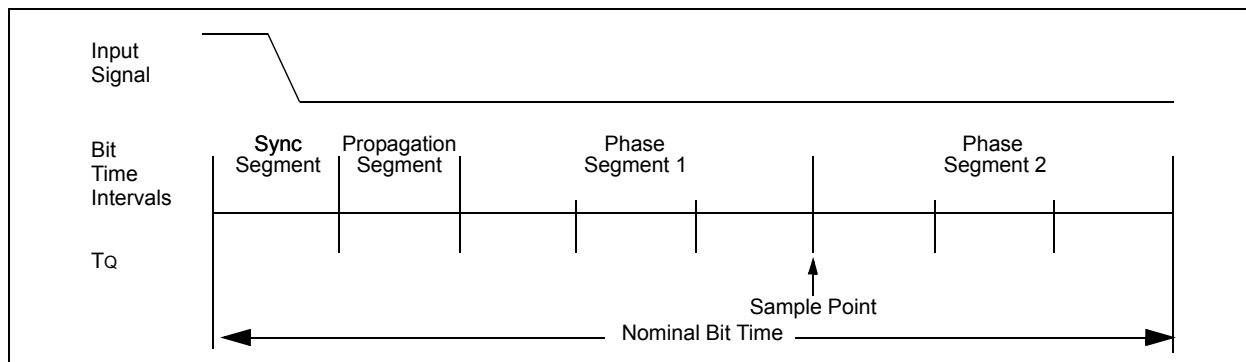 Input
Signal
Bit
Time
Intervals
Sync
Segment
Propagation
Segment
Phase
Segment 1
Phase
Segment 2
TQ
Sample Point
Nominal Bit Time